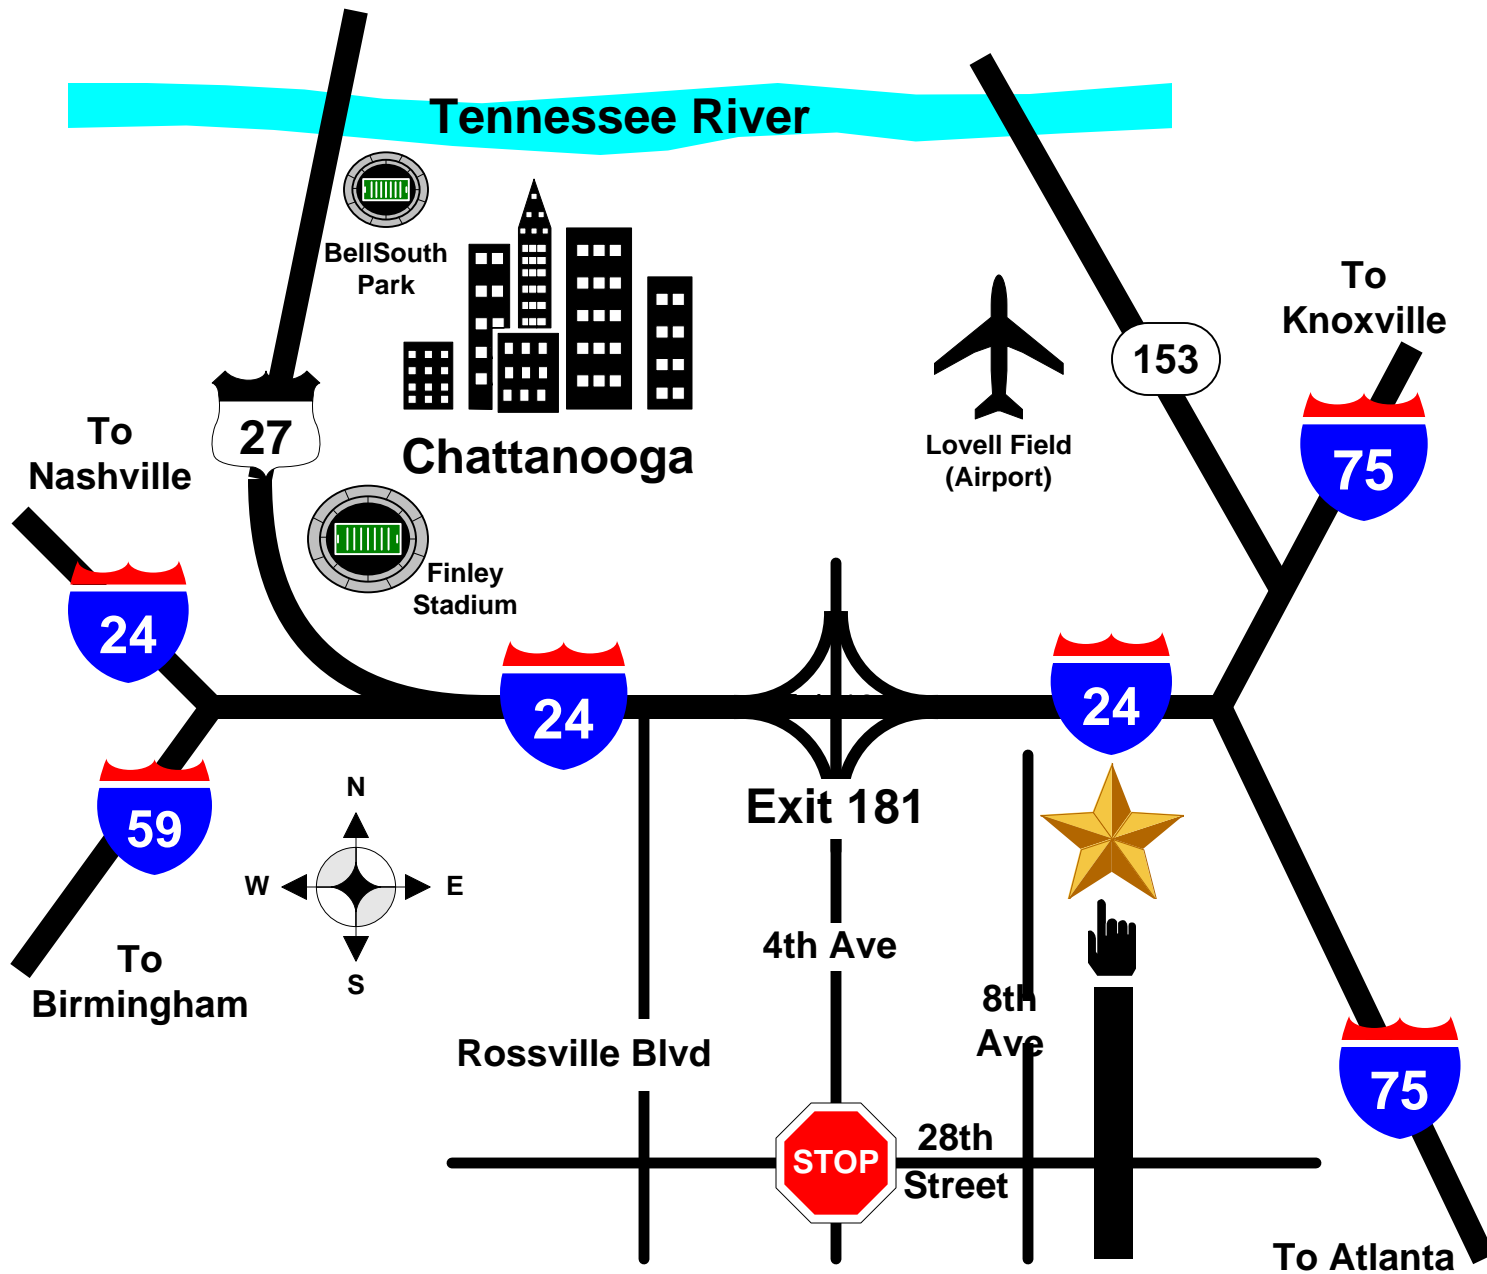 Tennessee River
BellSouth
Park
To
Knoxville
153
27
To
Nashville
Chattanooga
Lovell Field
(Airport)
75
Finley
Stadium
24
24
24
Exit 181
N
W
E
S
59
4th Ave
To
Birmingham
8th
Ave
Rossville Blvd
75
28th
Street
STOP
To Atlanta